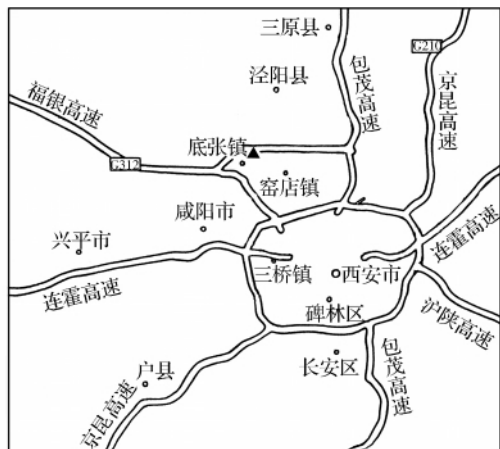 三原县
G210
泾阳县
包茂高速
京昆高速
福银高速
底张镇
G312
窑店镇
咸阳市
兴平市
连霍高速
三桥镇
西安市
连霍高速
碑林区
沪陕高速
长安区
包茂高速
户县
京昆高速